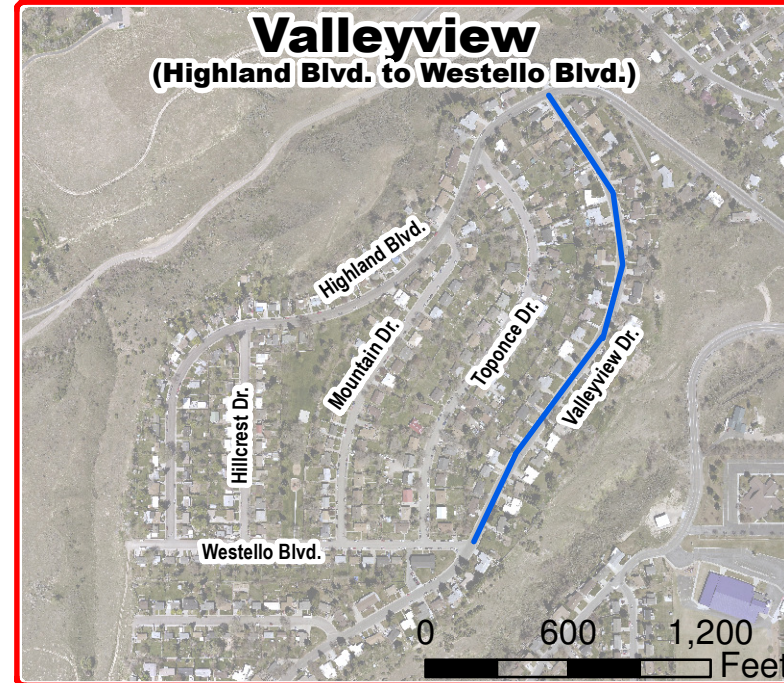 Valleyview
(Highland Blvd. to Westello Blvd.)
Highland Blvd.
Mountain Dr.
Toponce Dr.
Valleyview Dr.
Hillcrest Dr.
Westello Blvd.
0 600 1,200
Feet